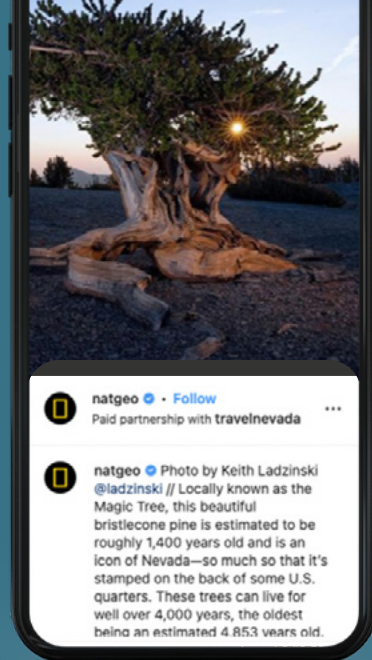 natgeo • Follow
Paid partnership with travelnevada
natgeo Photo by Keith Ladzinski
@ladzinski // Locally known as the
Magic Tree, this beautiful
bristlecone pine is estimated to be
roughly 1,400 years old and is an
icon of Nevada—so much so that it's
stamped on the back of some U.S.
quarters. These trees can live for
well over 4,000 years, the oldest
being an estimated 4,853 years old.